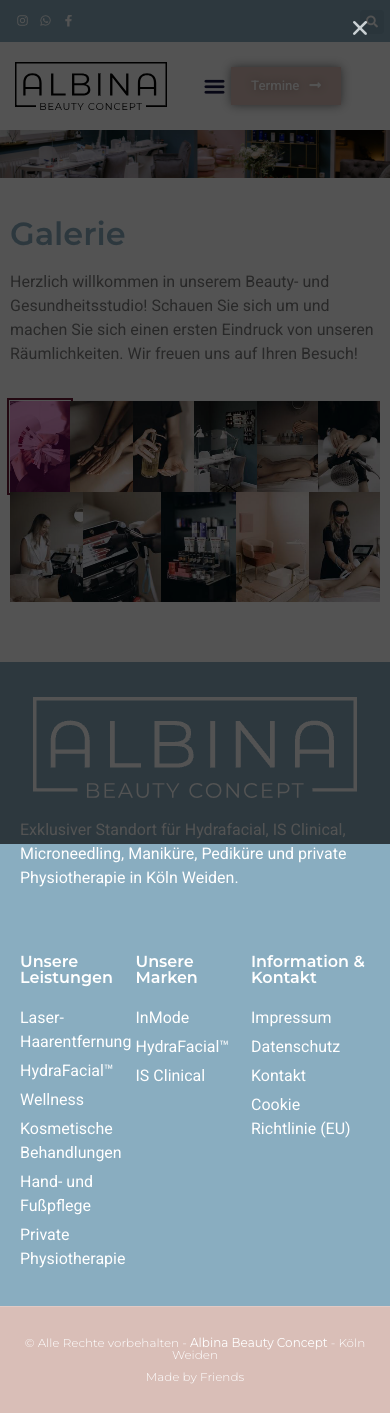 ALBINA
BEAUTY CONCEPT
Termine
Galerie
Herzlich willkommen in unserem Beauty- und
Gesundheitsstudio! Schauen Sie sich um und
machen Sie sich einen ersten Eindruck von unseren
Räumlichkeiten. Wir freuen uns auf Ihren Besuch!
ALBINA
BEAUTY CONCEPT
Exklusiver Standort für Hydrafacial, IS Clinical,
Microneedling, Maniküre, Pediküre und private
Physiotherapie in Köln Weiden.
Unsere
Leistungen
Laser-
Haarentfernung
HydraFacial™
Wellness
Kosmetische
Behandlungen
Hand- und
Fußpflege
Private
Physiotherapie
Unsere
Marken
InMode
HydraFacial™
IS Clinical
Information &
Kontakt
Impressum
Datenschutz
Kontakt
Cookie
Richtlinie (EU)
© Alle Rechte vorbehalten - Albina Beauty Concept - Köln
Weiden
Made by Friends